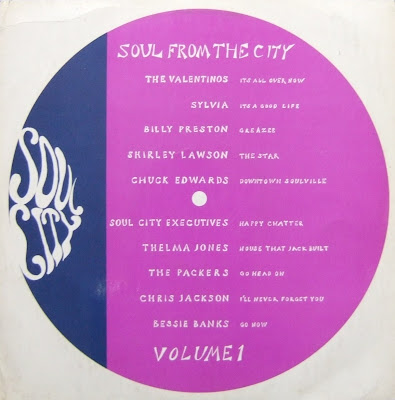 SOUL FROM THE CITY
THE VALENTINOS ITS ALL OVER NOW
SYLVIA ITS A GOOD LIFE
BILLY PRESTON GREAZEE
SHIRLEY LAWSON THE STAR
CHUCK EDWARDS DOWNTOWN SOULVILLE
SOUL CITY
SOUL CITY EXECUTIVES HAPPY CHATTER
THELMA JONES HOUSE THAT JACK BUILT
THE PACKERS GO HEAD ON
CHRIS JACKSON I'LL NEVER FORGET YOU
BESSIE BANKS GO NOW
VOLUME 1